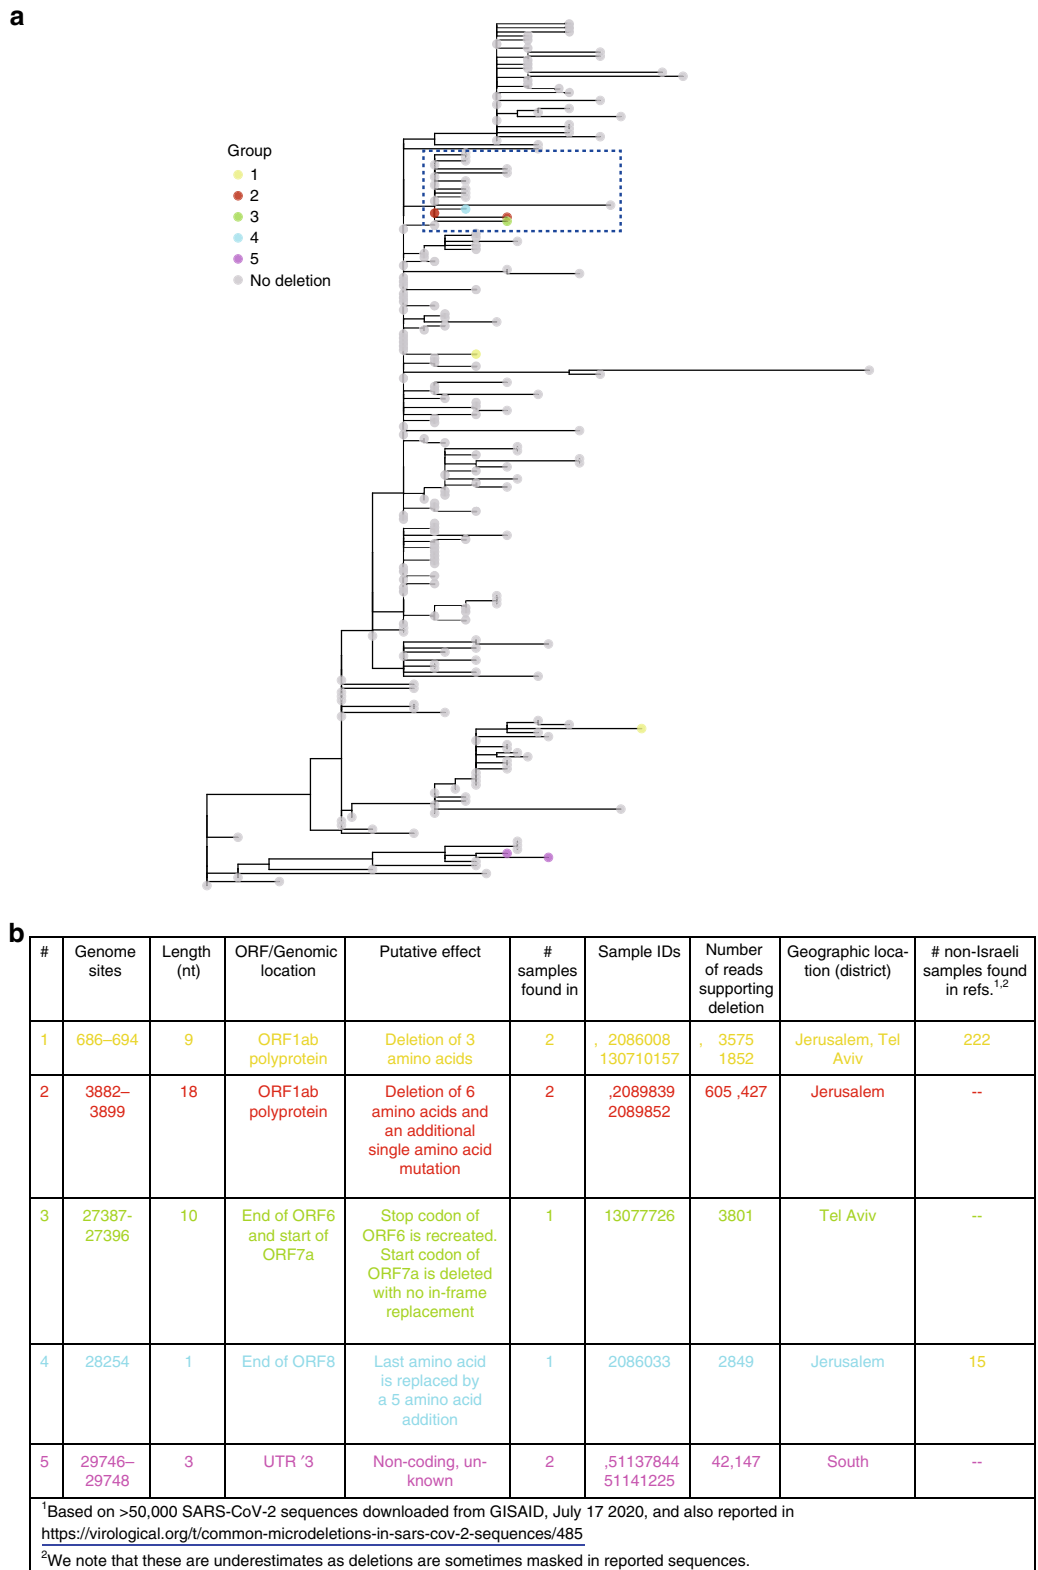 a
Group
1
2
3
4
5
No deletion
b
#
Genome
sites
Length
(nt)
ORF/Genomic
location
Putative effect
#
samples
found in
Sample IDs
Number
of reads
supporting
deletion
Geographic loca-
tion (district)
# non-Israeli
samples found
in refs.1,2
1
686–694
9
ORF1ab
polyprotein
Deletion of 3
amino acids
2
, 2086008
130710157
, 3575
1852
Jerusalem, Tel
Aviv
222
2
3882–
3899
18
ORF1ab
polyprotein
Deletion of 6
amino acids and
an additional
single amino acid
mutation
2
,2089839
2089852
605 ,427
Jerusalem
--
3
27387-
27396
10
End of ORF6
and start of
ORF7a
Stop codon of
ORF6 is recreated.
Start codon of
ORF7a is deleted
with no in-frame
replacement
1
13077726
3801
Tel Aviv
--
4
28254
1
End of ORF8
Last amino acid
is replaced by
a 5 amino acid
addition
1
2086033
2849
Jerusalem
15
5
29746–
29748
3
UTR ′3
Non-coding, un-
known
2
,51137844
51141225
42,147
South
--
1Based on >50,000 SARS-CoV-2 sequences downloaded from GISAID, July 17 2020, and also reported in
https://virological.org/t/common-microdeletions-in-sars-cov-2-sequences/485
2We note that these are underestimates as deletions are sometimes masked in reported sequences.